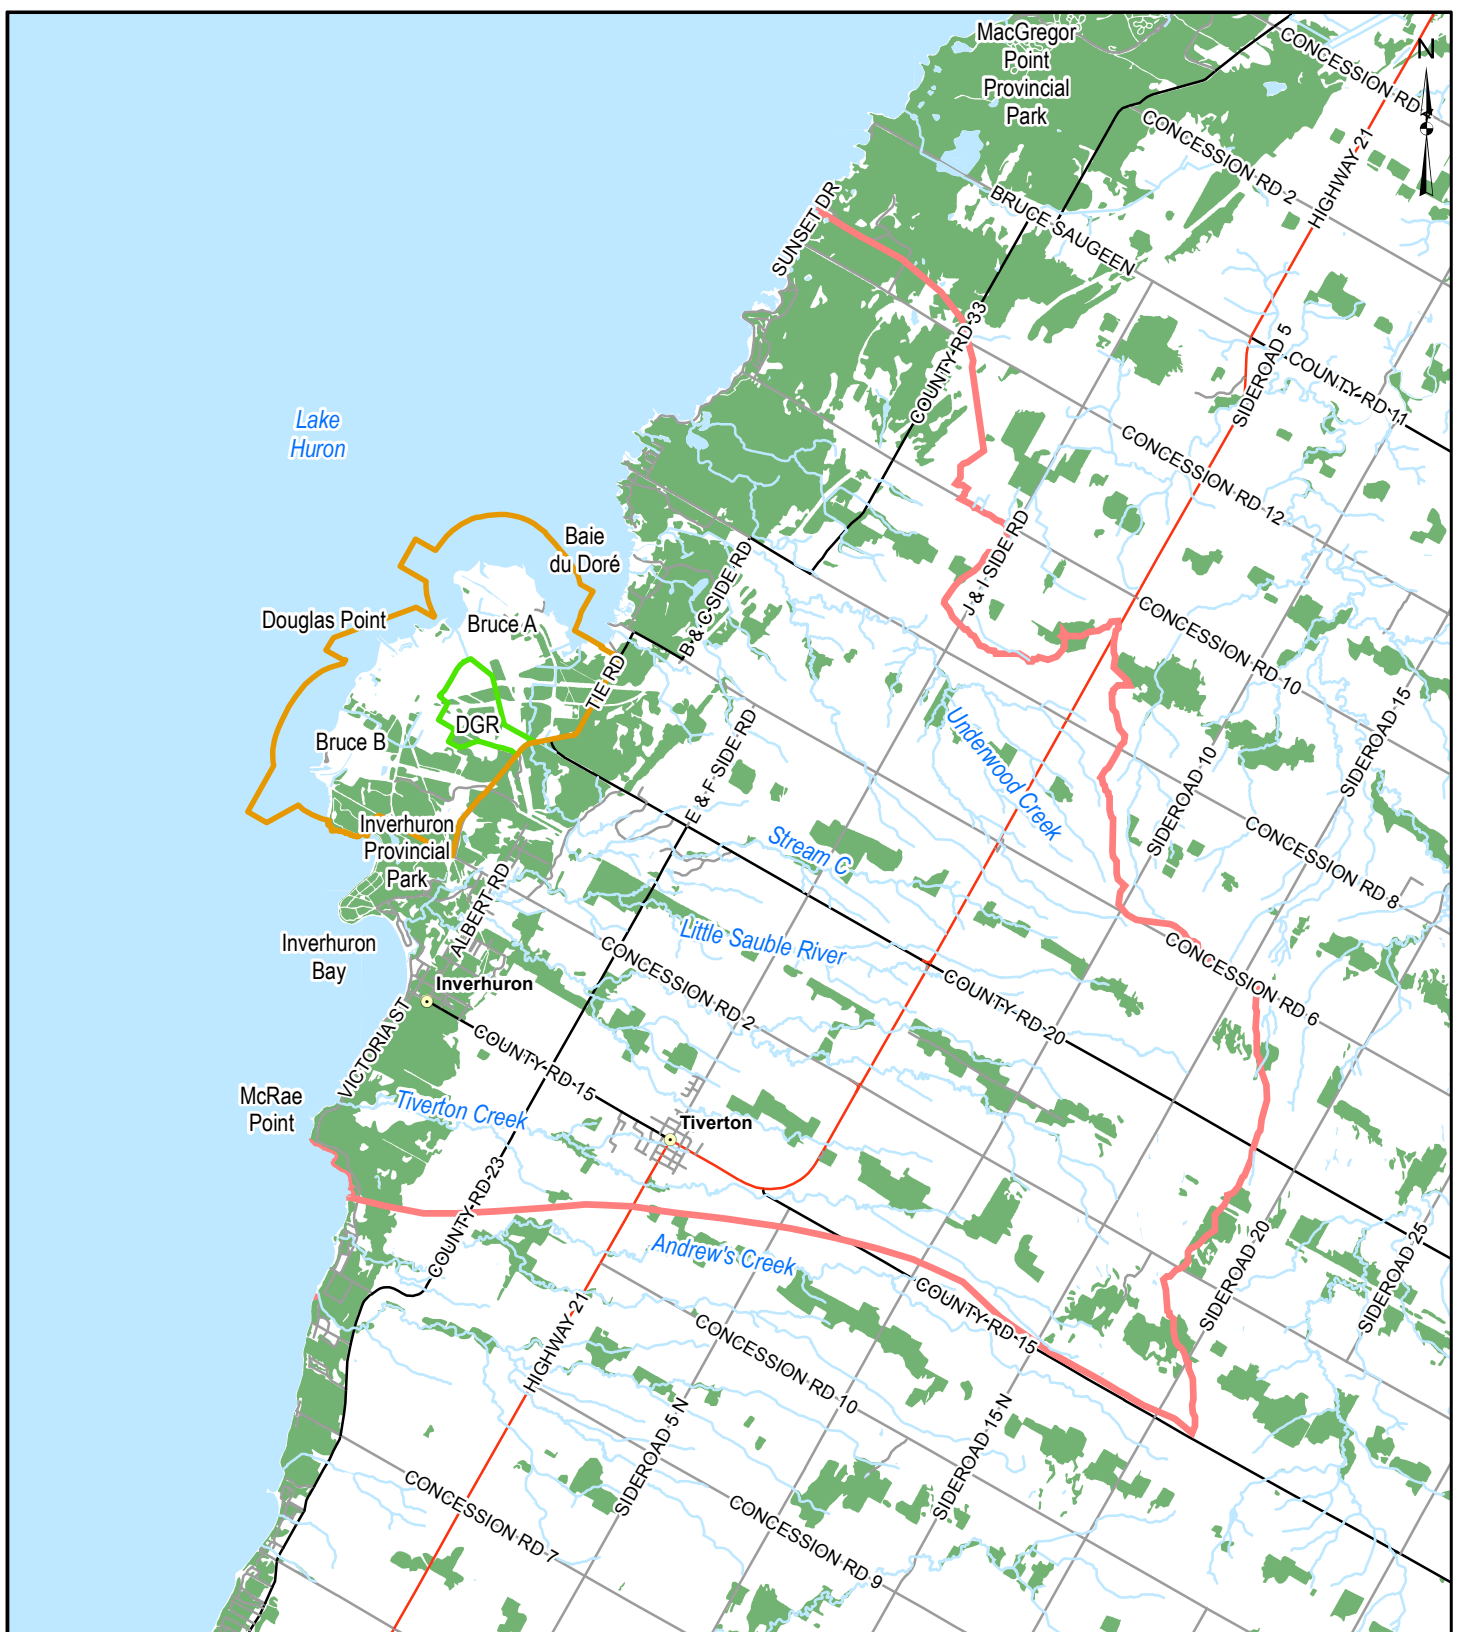 MacGregor
Point
Provincial
Park
CONCESSION RD 4
N
CONCESSION RD 2
HIGHWAY 21
BRUCE SAUGEEN
SUNSET DR
COUNTY RD 33
SIDEROAD 5
COUNTY RD 11
Lake
Huron
CONCESSION RD 12
Baie
du Doré
J & I SIDE RD
B & C SIDE RD
Douglas Point
Bruce A
CONCESSION RD 10
TIE RD
DGR
Bruce B
E & F SIDE RD
Underwood Creek
SIDEROAD 10
SIDEROAD 15
Inverhuron
Provincial
Park
Stream C
CONCESSION RD 8
ALBERT RD
Little Sauble River
Inverhuron
Bay
CONCESSION RD 2
CONCESSION RD 6
Inverhuron
COUNTY RD 20
VICTORIA ST
COUNTY RD 15
McRae
Point
Tiverton Creek
Tiverton
COUNTY RD 23
Andrew's Creek
SIDEROAD 20
SIDEROAD 25
COUNTY RD 15
HIGHWAY 21
CONCESSION RD 10
SIDEROAD 5 N
SIDEROAD 15 N
CONCESSION RD 7
CONCESSION RD 9